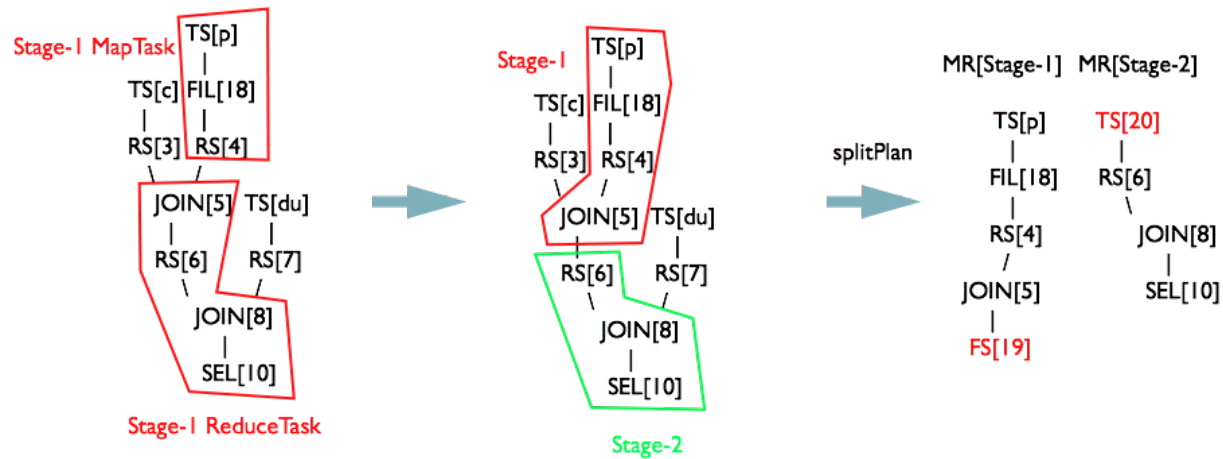 TS[p]
Stage-1 MapTask
TS[c] FIL[18]
RS[3] RS[4]
JOIN[5] TS[du]
RS[6] RS[7]
JOIN[8]
SEL[10]
Stage-1 ReduceTask
TS[p]
Stage-1
TS[c] FIL[18]
RS[3] RS[4]
JOIN[5] TS[du]
RS[6] RS[7]
JOIN[8]
SEL[10]
Stage-2
splitPlan
MR[Stage-1] MR[Stage-2]
TS[p] TS[20]
FIL[18] RS[6]
RS[4] JOIN[8]
JOIN[5] SEL[10]
FS[19]